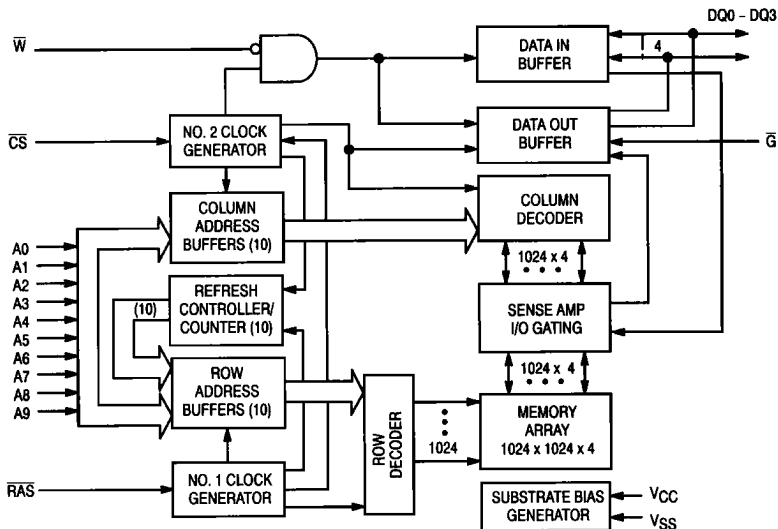 DQ0 – DQ3
W
DATA IN
BUFFER
4
CS
NO. 2 CLOCK
GENERATOR
DATA OUT
BUFFER
G
COLUMN
ADDRESS
BUFFERS (10)
COLUMN
DECODER
A0
A1
A2
A3
A4
A5
A6
A7
A8
A9
1024 x 4
• • •
REFRESH
CONTROLLER/
COUNTER (10)
(10)
SENSE AMP
I/O GATING
1024 x 4
• • • •
ROW
ADDRESS
BUFFERS (10)
ROW
DECODER
1024
MEMORY
ARRAY
1024 x 1024 x 4
RAS
NO. 1 CLOCK
GENERATOR
SUBSTRATE BIAS
GENERATOR
VCC
VSS